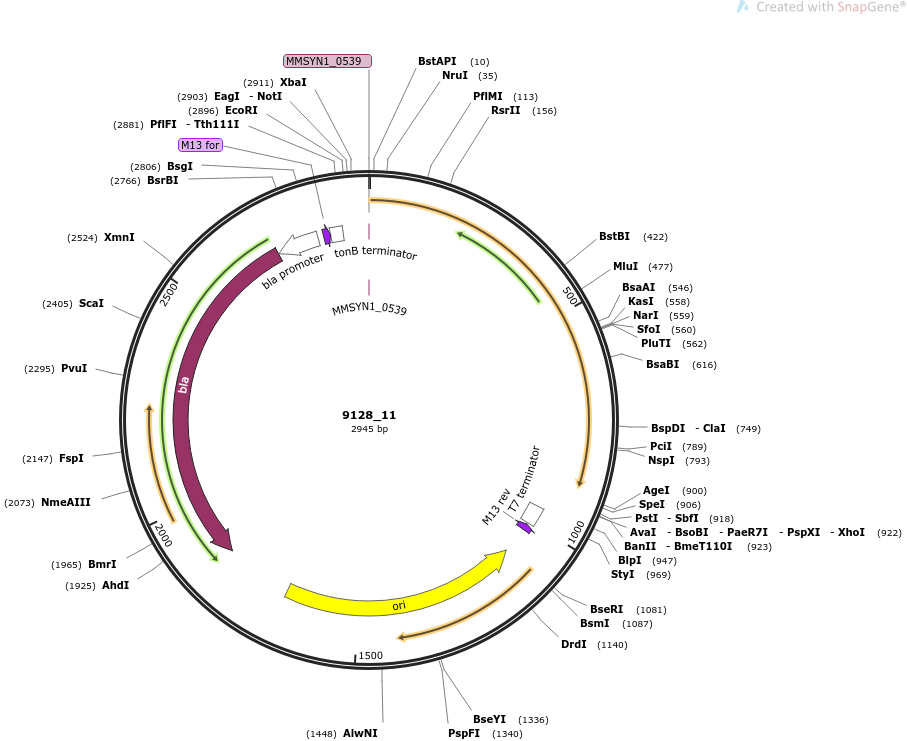 Created with SnapGene®
MMSYN1_0539
BstAPI (10)
NruI (35)
PflMI (113)
RsrII (156)
(2911) XbaI
(2903) EagI - NotI
(2896) EcoRI
(2881) PflFI - Tth111I
M13 for
(2806) BsgI
(2766) BsrBI
(2524) XmnI
(2405) ScaI
(2295) PvuI
(2147) FspI
(2073) NmeAIII
(1965) BmrI
(1925) AhdI
BstBI (422)
MluI (477)
BsaAI (546)
KasI (558)
NarI (559)
SfoI (560)
PluTI (562)
BsaBI (616)
BspDI - ClaI (749)
PciI (789)
NspI (793)
AgeI (900)
SpeI (906)
PstI - SbfI (918)
AvaI - BsoBI - PaeR7I - PspXI - XhoI (922)
BanII - BmeT110I (923)
BlpI (947)
StyI (969)
BseRI (1081)
BsmI (1087)
DrdI (1140)
BseYI (1336)
PspFI (1340)
(1448) AlwNI
tonB terminator
bla promoter
MMSYN1_0539
bla
9128_11
2945 bp
M13 rev
T7 terminator
ori
500
1000
1500
2000
2500